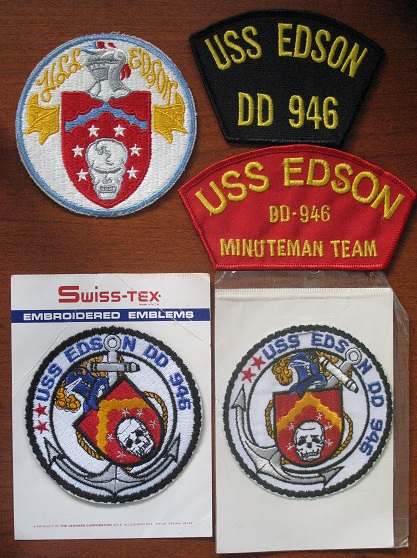 U.S.S. EDSON
USS EDSON
DD 946
USS EDSON
DD-946
MINUTEMAN TEAM
SWISS-TEX
EMBROIDERED EMBLEMS
USS EDSON DD 946
USS EDSON DD 946